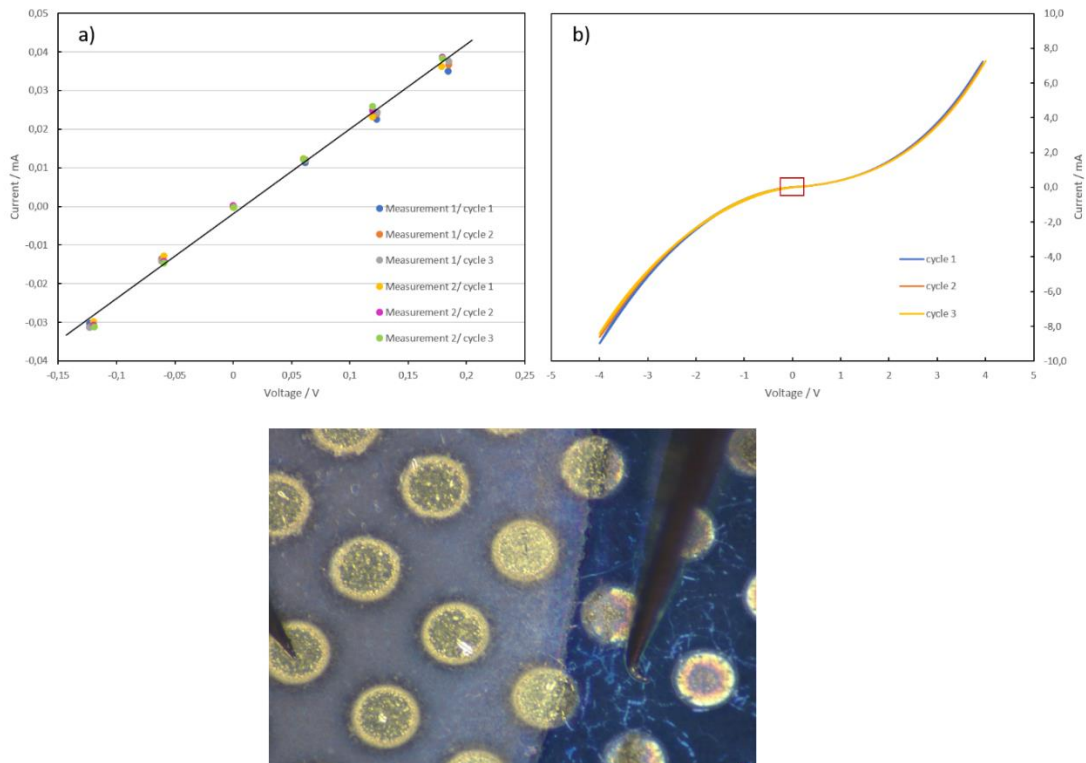 a)
0,05
0,04
0,03
0,02
0,01
0,00
-0,01
-0,02
-0,03
-0,04
Current / mA
-0,15
-0,1
-0,05
0
0,05
0,1
0,15
0,2
0,25
Voltage / V
Measurement 1/ cycle 1
Measurement 1/ cycle 2
Measurement 1/ cycle 3
Measurement 2/ cycle 1
Measurement 2/ cycle 2
Measurement 2/ cycle 3
b)
10,0
8,0
6,0
4,0
2,0
0,0
-2,0
-4,0
-6,0
-8,0
-10,0
Current / mA
-5
-4
-3
-2
-1
0
1
2
3
4
5
Voltage / V
cycle 1
cycle 2
cycle 3